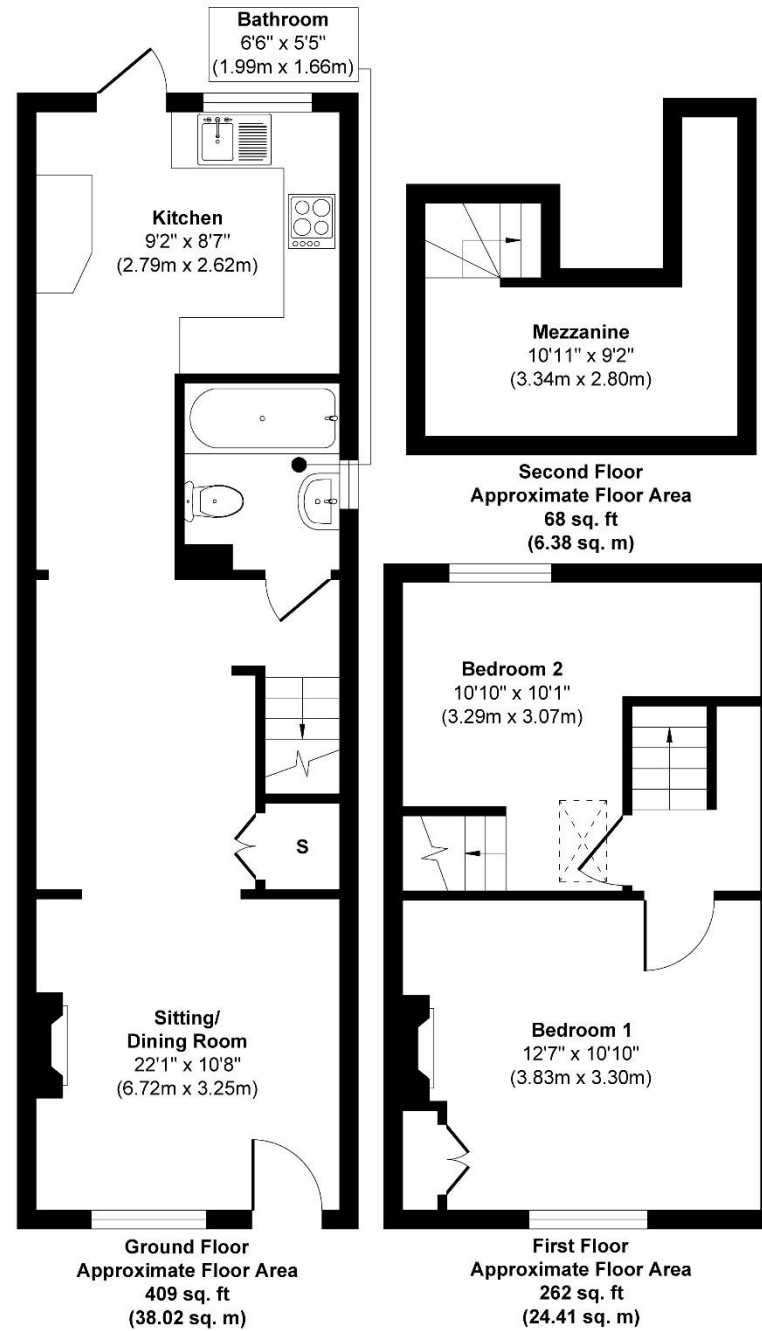 Bathroom
6'6" x 5'5"
(1.99m x 1.66m)
Kitchen
9'2" x 8'7"
(2.79m x 2.62m)
Mezzanine
10'11" x 9'2"
(3.34m x 2.80m)
Second Floor
Approximate Floor Area
68 sq. ft
(6.38 sq. m)
Bedroom 2
10'10" x 10'1"
(3.29m x 3.07m)
S
Sitting/
Dining Room
22'1" x 10'8"
(6.72m x 3.25m)
Bedroom 1
12'7" x 10'10"
(3.83m x 3.30m)
Ground Floor
Approximate Floor Area
409 sq. ft
(38.02 sq. m)
First Floor
Approximate Floor Area
262 sq. ft
(24.41 sq. m)